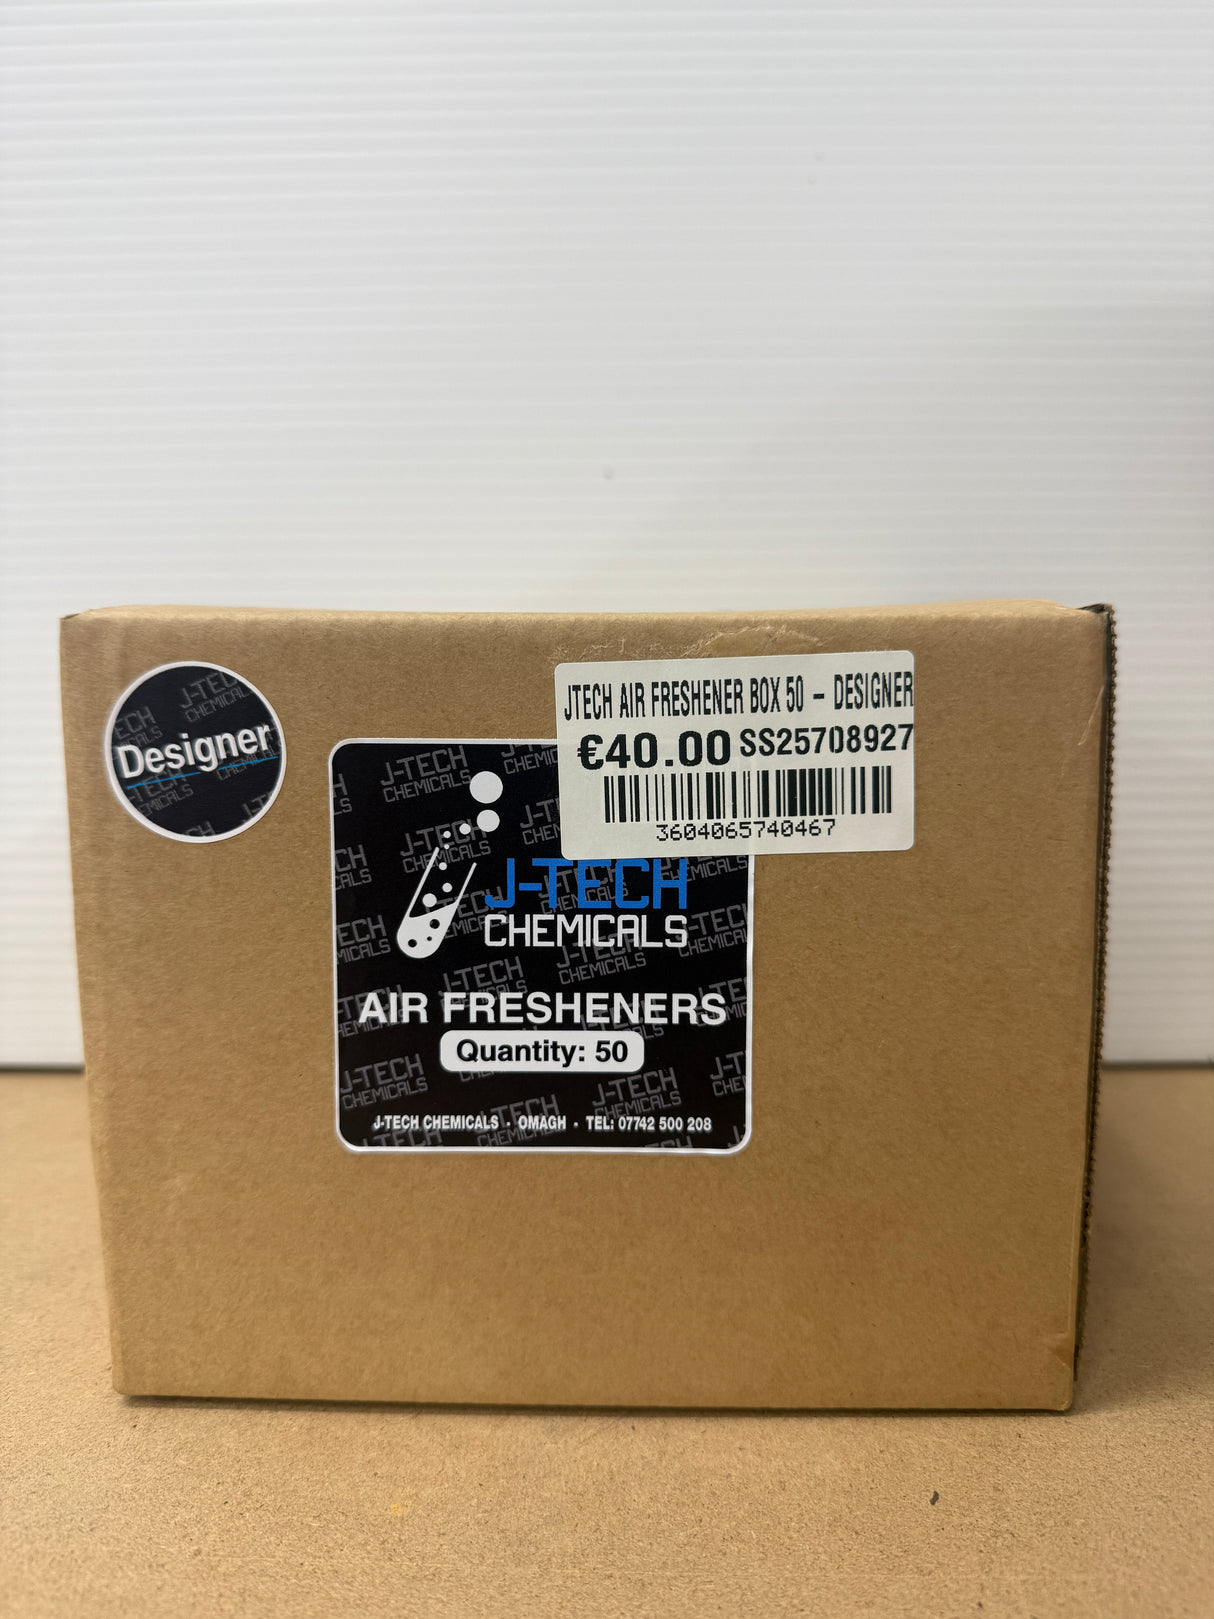 Designer
JTECH AIR FRESHENER BOX 50 – DESIGNER
€40.00 SS25708927
3604065740467
J-TECH
CHEMICALS
AIR FRESHENERS
Quantity: 50
J-TECH CHEMICALS - OMAGH - TEL: 07742 500 208